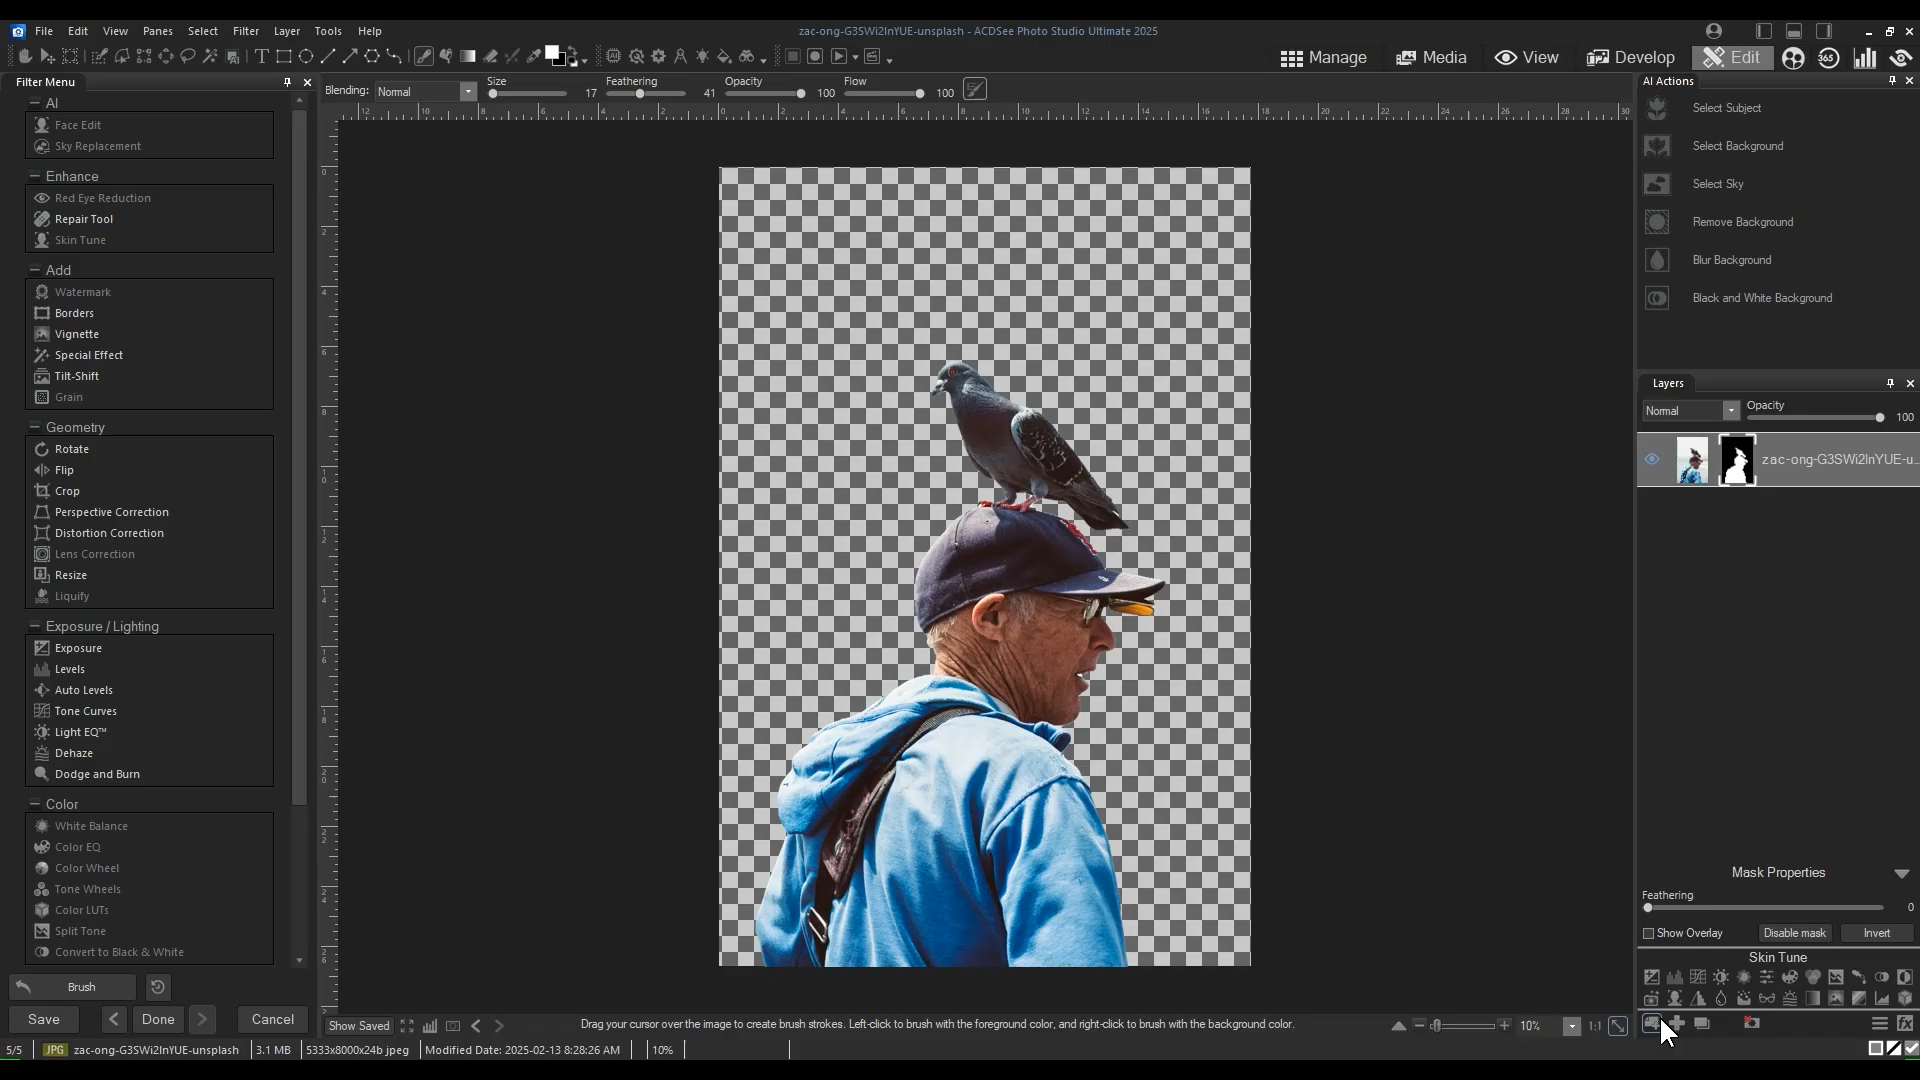 File Edit View Panes Select Filter Layer Tools Help
zac-ong-G3SWi2lnYUE-unsplash - ACDSee Photo Studio Ultimate 2025
Manage Media View Develop Edit 365
Filter Menu
Blending: Normal
Size 17
Feathering 41
Opacity 100
Flow 100
AI
Face Edit
Sky Replacement
Enhance
Red Eye Reduction
Repair Tool
Skin Tune
Add
Watermark
Borders
Vignette
Special Effect
Tilt-Shift
Grain
Geometry
Rotate
Flip
Crop
Perspective Correction
Distortion Correction
Lens Correction
Resize
Liquify
Exposure / Lighting
Exposure
Levels
Auto Levels
Tone Curves
Light EQ™
Dehaze
Dodge and Burn
Color
White Balance
Color EQ
Color Wheel
Tone Wheels
Color LUTs
Split Tone
Convert to Black & White
Brush
Save Done Cancel
AI Actions
Select Subject
Select Background
Select Sky
Remove Background
Blur Background
Black and White Background
Layers
Normal
Opacity 100
zac-ong-G3SWi2lnYUE-u...
Mask Properties
Feathering
0
Show Overlay Disable mask Invert
Skin Tune
Show Saved
Drag your cursor over the image to create brush strokes. Left-click to brush with the foreground color, and right-click to brush with the background color.
10% 1:1
5/5 JPG zac-ong-G3SWi2lnYUE-unsplash 3.1 MB 5333x8000x24b jpeg Modified Date: 2025-02-13 8:28:26 AM 10%